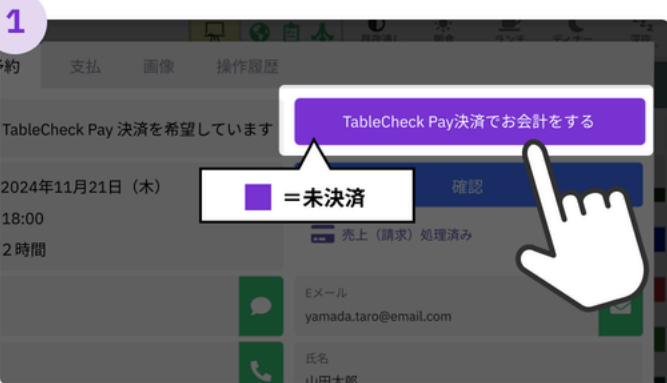 1
予約 支払 画像 操作履歴
TableCheck Pay 決済を希望しています
TableCheck Pay決済でお会計をする
=未決済
2024年11月21日（木）
確認
18:00
売上（請求）処理済み
2時間
Eメール
yamada.taro@email.com
氏名
山田太郎